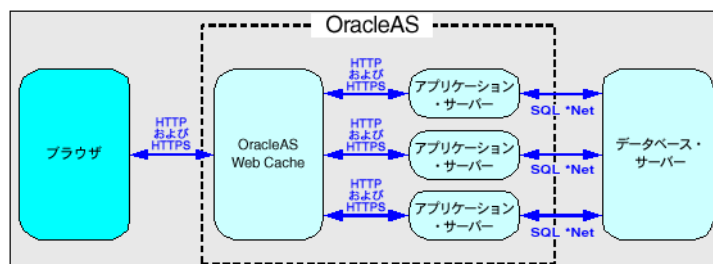 OracleAS
ブラウザ
HTTP
および
HTTPS
OracleAS
Web Cache
HTTP
および
HTTPS
アプリケーション
・サーバー
SQL *Net
HTTP
および
HTTPS
アプリケーション
・サーバー
SQL *Net
HTTP
および
HTTPS
アプリケーション
・サーバー
SQL *Net
データベース・
サーバー